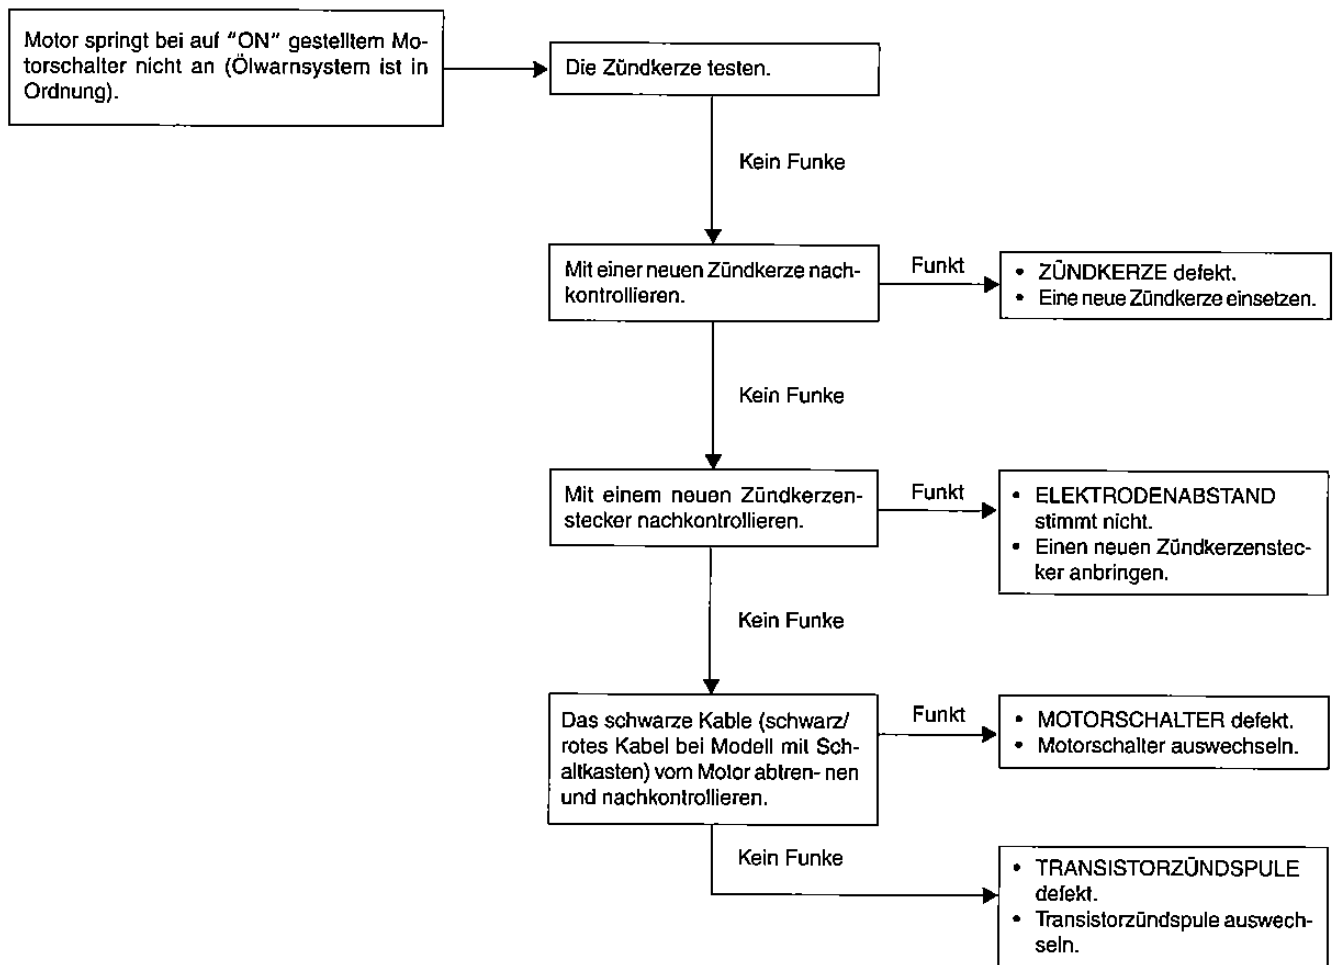 Motor springt bei auf "ON" gestelltem Mo-
torschalter nicht an (Ölwarnsystem ist in
Ordnung).
Die Zündkerze testen.
Kein Funke
Mit einer neuen Zündkerze nach-
kontrollieren.
Funkt
• ZÜNDKERZE defekt.
• Eine neue Zündkerze einsetzen.
Kein Funke
Mit einem neuen Zündkerzen-
stecker nachkontrollieren.
Funkt
• ELEKTRODENABSTAND
stimmt nicht.
• Einen neuen Zündkerzenstec-
ker anbringen.
Kein Funke
Das schwarze Kable (schwarz/
rotes Kabel bei Modell mit Sch-
altkasten) vom Motor abtren- nen
und nachkontrollieren.
Funkt
• MOTORSCHALTER defekt.
• Motorschalter auswechseln.
Kein Funke
• TRANSISTORZÜNDSPULE
defekt.
• Transistorzündspule auswech-
seln.